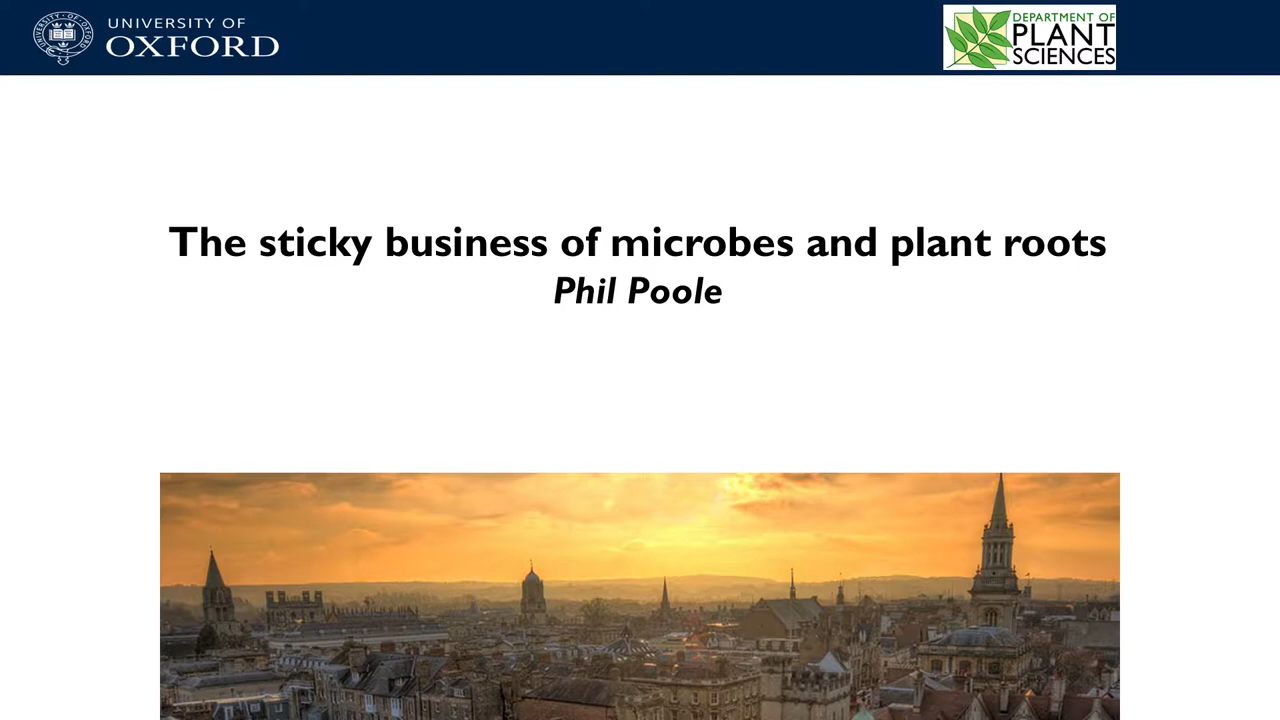 UNIVERSITY OF
OXFORD
DEPARTMENT OF
PLANT
SCIENCES
The sticky business of microbes and plant roots
Phil Poole